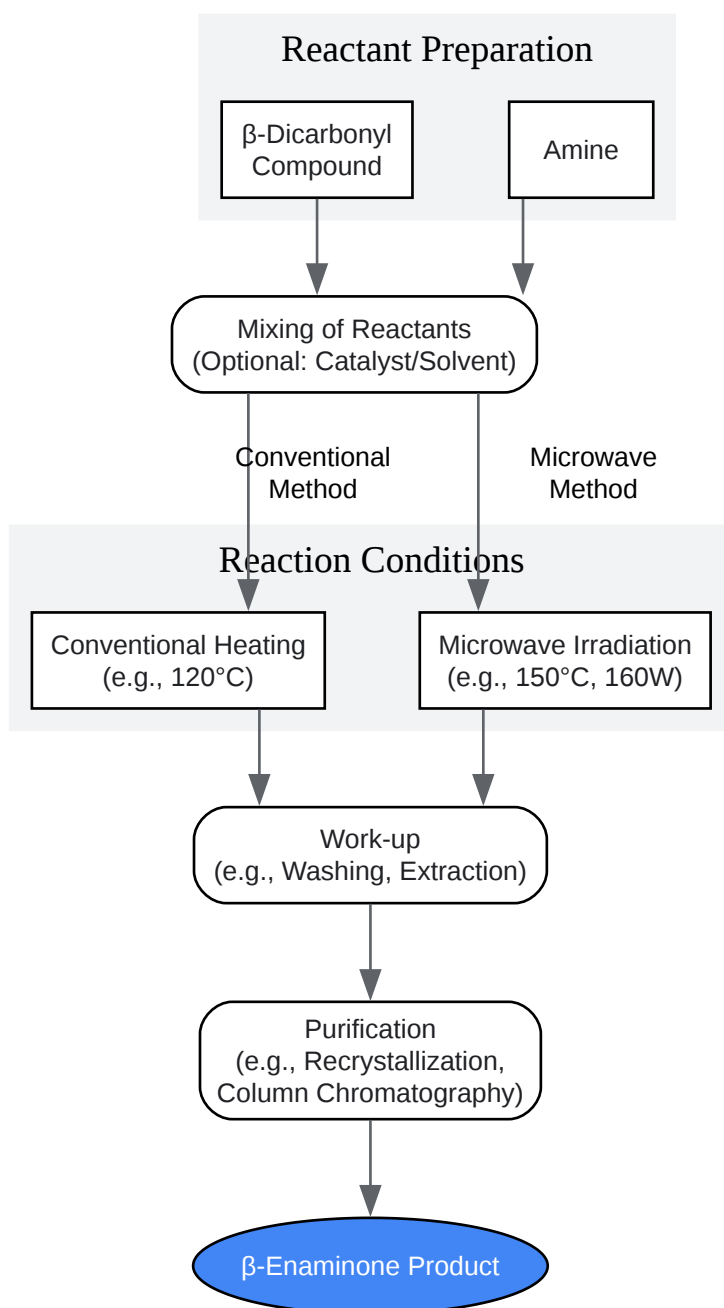 Reactant Preparation
β-Dicarbonyl
Compound
Amine
Mixing of Reactants
(Optional: Catalyst/Solvent)
Conventional
Method
Microwave
Method
Reaction Conditions
Conventional Heating
(e.g., 120°C)
Microwave Irradiation
(e.g., 150°C, 160W)
Work-up
(e.g., Washing, Extraction)
Purification
(e.g., Recrystallization,
Column Chromatography)
β-Enaminone Product